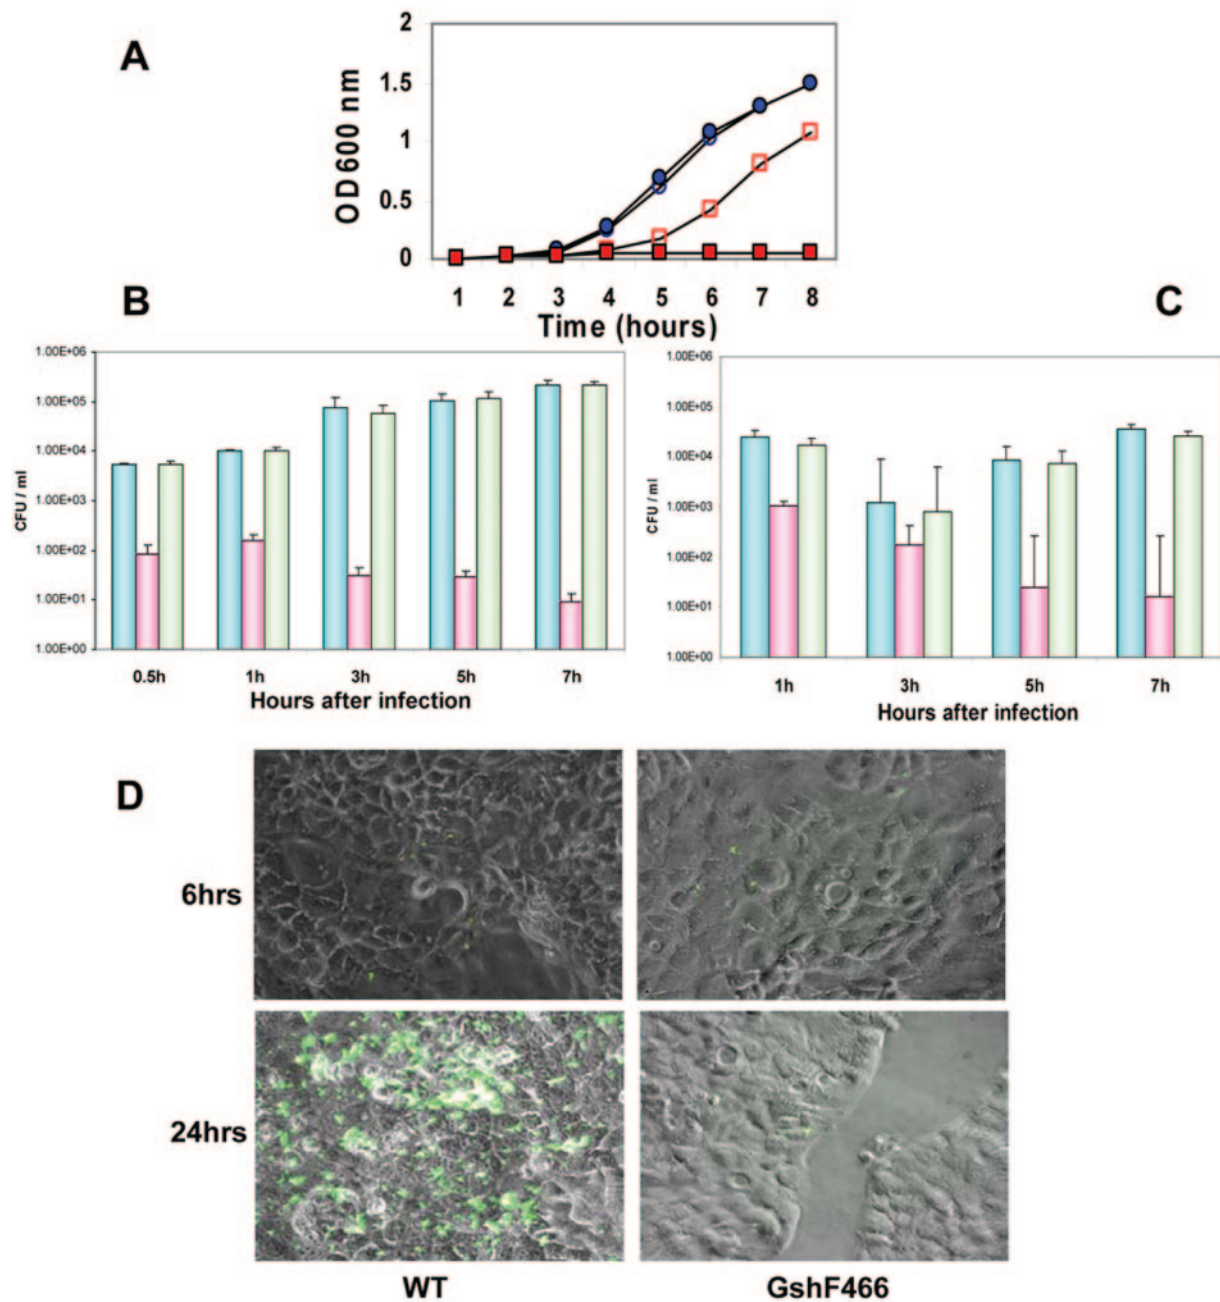 A
OD600 nm
2
1.5
1
0.5
0
1 2 3 4 5 6 7 8
Time (hours)
B
CFU / ml
1.00E+06
1.00E+05
1.00E+04
1.00E+03
1.00E+02
1.00E+01
1.00E+00
0.5h 1h 3h 5h 7h
Hours after infection
C
CFU / ml
1.00E+06
1.00E+05
1.00E+04
1.00E+03
1.00E+02
1.00E+01
1.00E+00
1h 3h 5h 7h
Hours after infection
D
6hrs
24hrs
WT GshF466